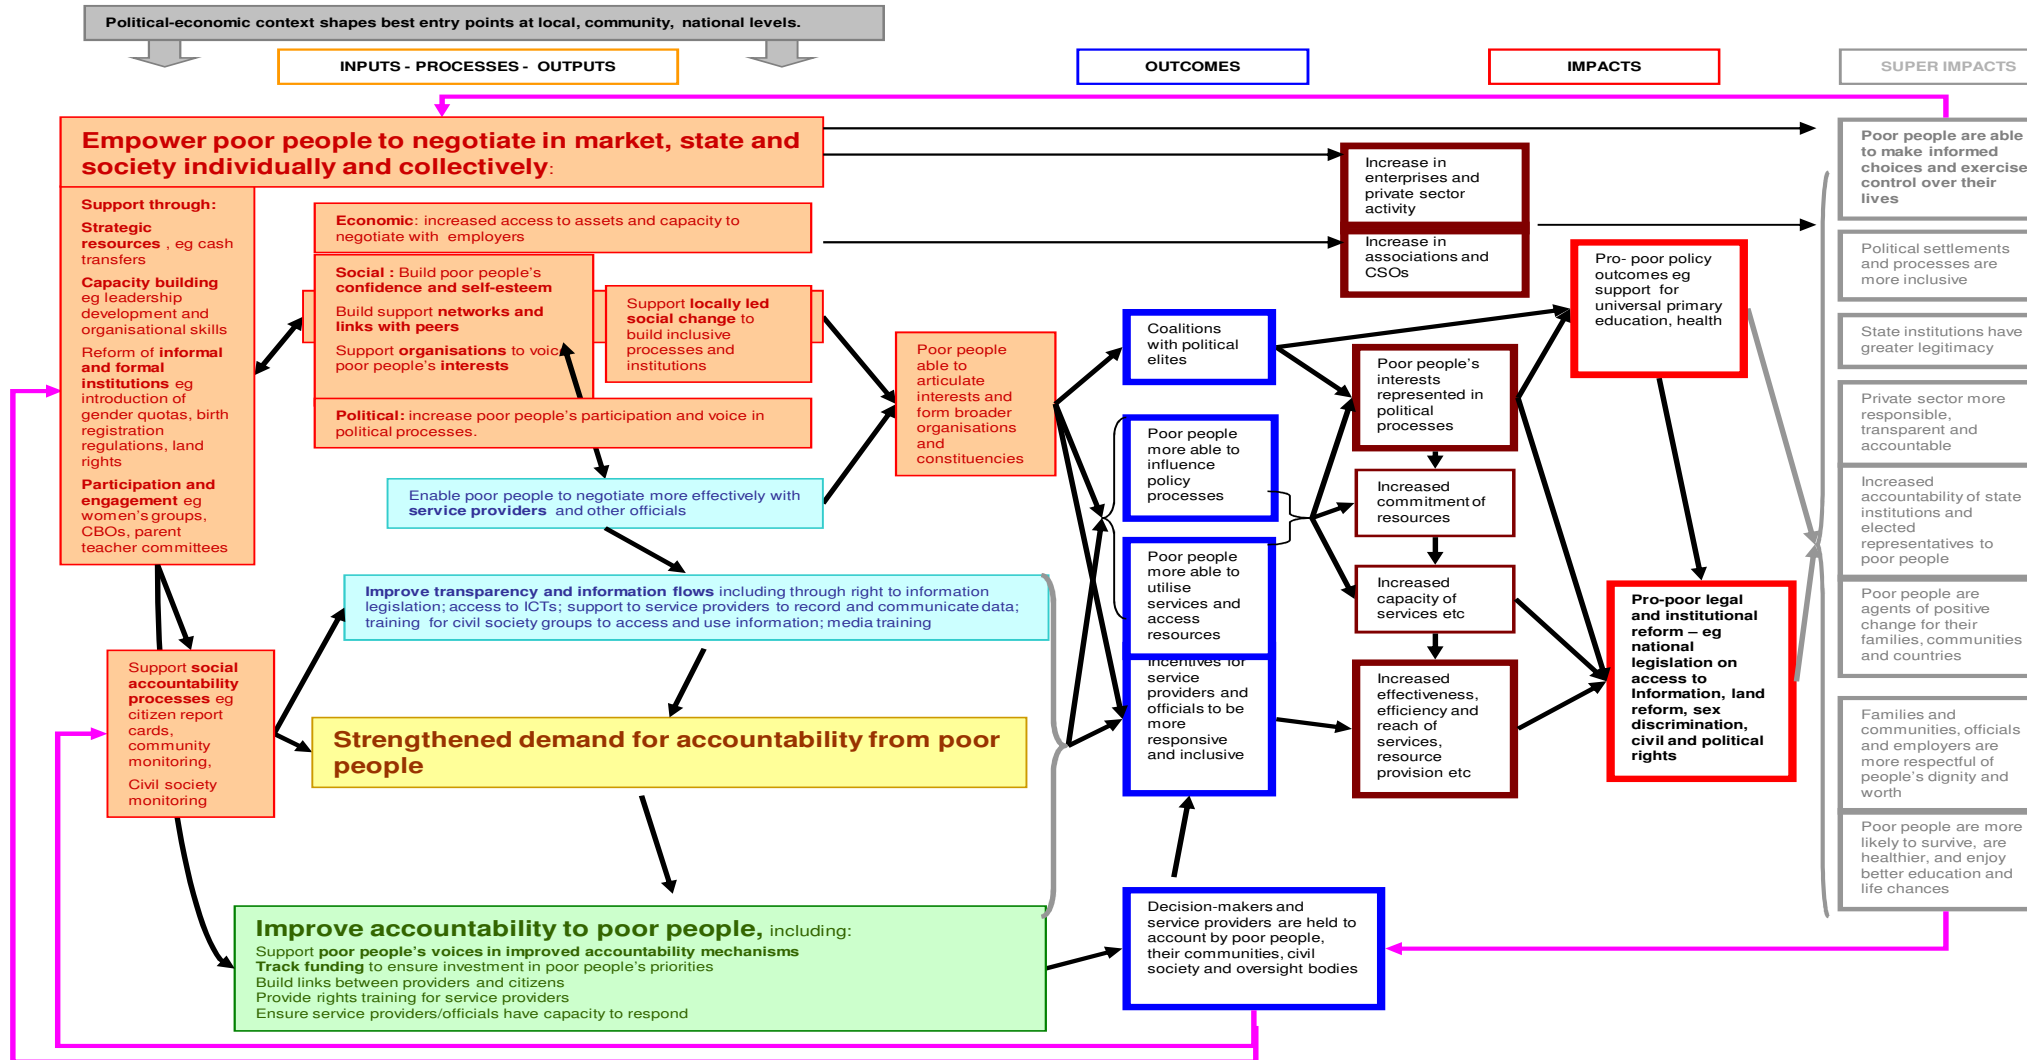 Political-economic context shapes best entry points at local, community, national levels.
INPUTS - PROCESSES - OUTPUTS
OUTCOMES
IMPACTS
SUPER IMPACTS
Empower poor people to negotiate in market, state and
society individually and collectively:
Support through:
Strategic
resources , eg cash
transfers
Capacity building
eg leadership
development and
organisational skills
Reform of informal
and formal
institutions eg
introduction of
gender quotas, birth
registration
regulations, land
rights
Participation and
engagement eg
women's groups,
CBOs, parent
teacher committees
Economic: increased access to assets and capacity to
negotiate with employers
Social : Build poor people's
confidence and self-esteem
Build support networks and
links with peers
Support organisations to voic
poor people's interests
Support locally led
social change to
build inclusive
processes and
institutions
Political: increase poor people's participation and voice in
political processes.
Enable poor people to negotiate more effectively with
service providers and other officials
Improve transparency and information flows including through right to information
legislation; access to ICTs; support to service providers to record and communicate data;
training for civil society groups to access and use information; media training
Support social
accountability
processes eg
citizen report
cards,
community
monitoring,
Civil society
monitoring
Strengthened demand for accountability from poor
people
Improve accountability to poor people, including:
Support poor people's voices in improved accountability mechanisms
Track funding to ensure investment in poor people's priorities
Build links between providers and citizens
Provide rights training for service providers
Ensure service providers/officials have capacity to respond
Poor people
able to
articulate
interests and
form broader
organisations
and
constituencies
Coalitions
with political
elites
Poor people
more able to
influence
policy
processes
Poor people
more able to
utilise
services and
access
resources
Incentives for
service
providers and
officials to be
more
responsive
and inclusive
Decision-makers and
service providers are held to
account by poor people,
their communities, civil
society and oversight bodies
Increase in
enterprises and
private sector
activity
Increase in
associations and
CSOs
Poor people's
interests
represented in
political
processes
Increased
commitment of
resources
Increased
capacity of
services etc
Increased
effectiveness,
efficiency and
reach of
services,
resource
provision etc
Pro- poor policy
outcomes eg
support for
universal primary
education, health
Pro-poor legal
and institutional
reform – eg
national
legislation on
access to
Information, land
reform, sex
discrimination,
civil and political
rights
Poor people are able
to make informed
choices and exercise
control over their
lives
Political settlements
and processes are
more inclusive
State institutions have
greater legitimacy
Private sector more
responsible,
transparent and
accountable
Increased
accountability of state
institutions and
elected
representatives to
poor people
Poor people are
agents of positive
change for their
families, communities
and countries
Families and
communities, officials
and employers are
more respectful of
people's dignity and
worth
Poor people are more
likely to survive, are
healthier, and enjoy
better education and
life chances